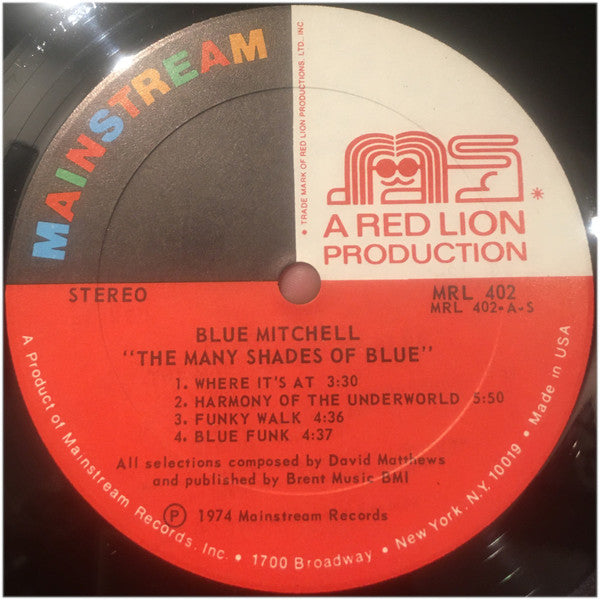 MAINSTREAM
• TRADE MARK OF RED LION PRODUCTIONS, LTD., INC
A RED LION
PRODUCTION
*
STEREO
MRL 402
MRL 402-A-S
BLUE MITCHELL
"THE MANY SHADES OF BLUE"
1. WHERE IT'S AT 3:30
2. HARMONY OF THE UNDERWORLD 5:50
3. FUNKY WALK 4:36
4. BLUE FUNK 4:37
All selections composed by David Matthews
and published by Brent Music BMI
Ⓟ 1974 Mainstream Records
A Product of Mainstream Records, Inc. • 1700 Broadway • New York, N.Y. 10019 • Made in USA